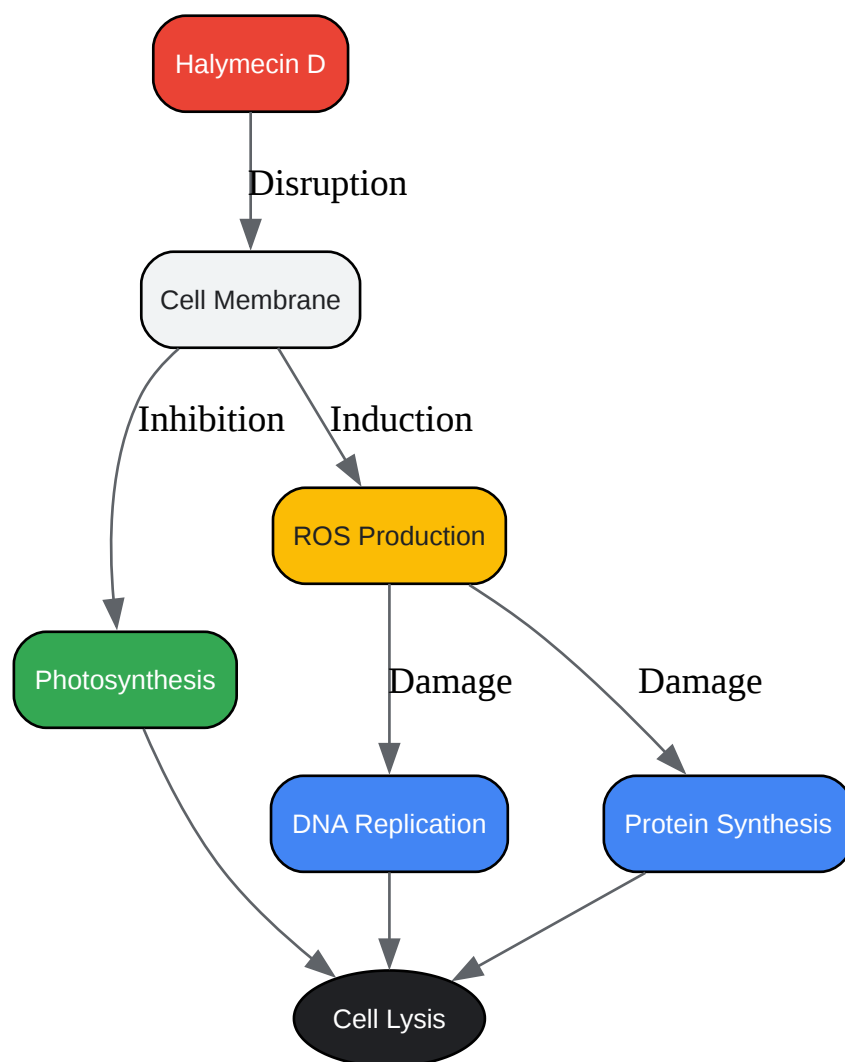 Halymecin D
Disruption
Cell Membrane
Inhibition
Induction
ROS Production
Photosynthesis
Damage
Damage
DNA Replication
Protein Synthesis
Cell Lysis